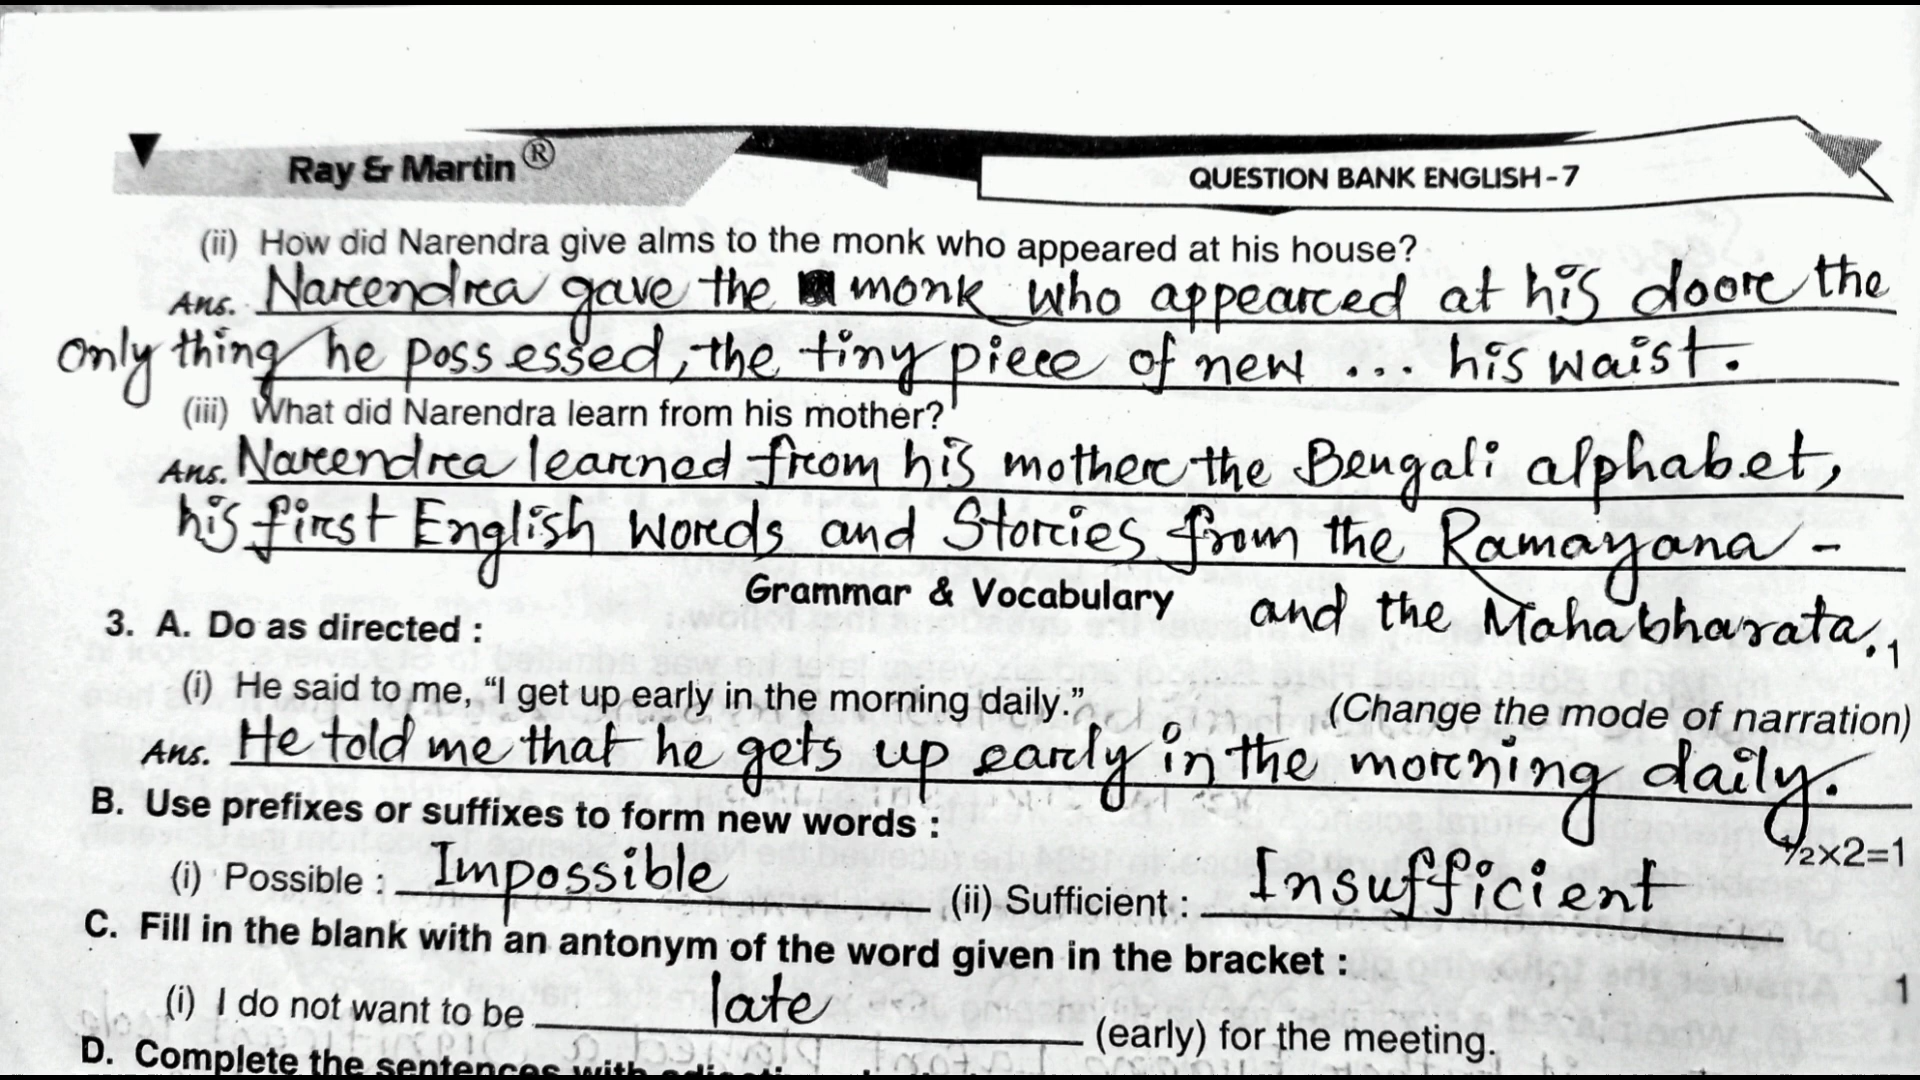 Ray & Martin ®
QUESTION BANK ENGLISH-7
(ii) How did Narendra give alms to the monk who appeared at his house?
Ans. Narendra gave the monk who appeared at his door the
only thing he possessed, the tiny piece of new ... his waist.
(iii) What did Narendra learn from his mother?
Ans. Narendra learned from his mother the Bengali alphabet,
his first English words and Stories from the Ramayana -
and the Mahabharata.
Grammar & Vocabulary
3. A. Do as directed : 1
(i) He said to me, “I get up early in the morning daily.” (Change the mode of narration)
Ans. He told me that he gets up early in the morning daily.
B. Use prefixes or suffixes to form new words : ½×2=1
(i) Possible : Impossible (ii) Sufficient : Insufficient
C. Fill in the blank with an antonym of the word given in the bracket : 1
(i) I do not want to be late (early) for the meeting.
D. Complete the sentences with